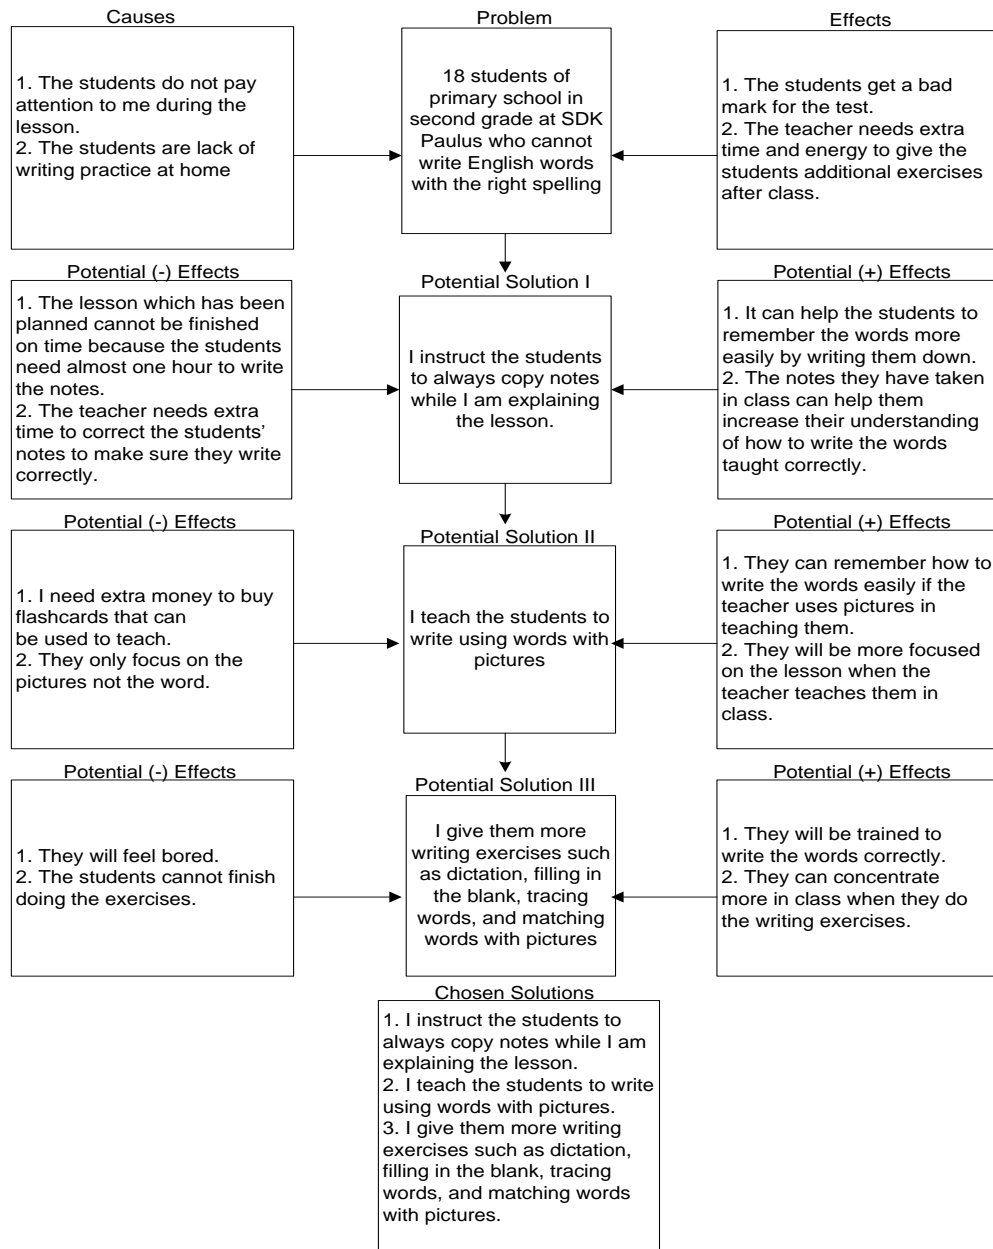 Causes
Problem
Effects
1. The students do not pay
attention to me during the
lesson.
2. The students are lack of
writing practice at home
18 students of
primary school in
second grade at SDK
Paulus who cannot
write English words
with the right spelling
1. The students get a bad
mark for the test.
2. The teacher needs extra
time and energy to give the
students additional exercises
after class.
Potential (-) Effects
Potential Solution I
Potential (+) Effects
1. The lesson which has been
planned cannot be finished
on time because the students
need almost one hour to write
the notes.
2. The teacher needs extra
time to correct the students’
notes to make sure they write
correctly.
I instruct the students
to always copy notes
while I am explaining
the lesson.
1. It can help the students to
remember the words more
easily by writing them down.
2. The notes they have taken
in class can help them
increase their understanding
of how to write the words
taught correctly.
Potential (-) Effects
Potential Solution II
Potential (+) Effects
1. I need extra money to buy
flashcards that can
be used to teach.
2. They only focus on the
pictures not the word.
I teach the students to
write using words with
pictures
1. They can remember how to
write the words easily if the
teacher uses pictures in
teaching them.
2. They will be more focused
on the lesson when the
teacher teaches them in
class.
Potential (-) Effects
Potential Solution III
Potential (+) Effects
1. They will feel bored.
2. The students cannot finish
doing the exercises.
I give them more
writing exercises such
as dictation, filling in
the blank, tracing
words, and matching
words with pictures
1. They will be trained to
write the words correctly.
2. They can concentrate
more in class when they do
the writing exercises.
Chosen Solutions
1. I instruct the students to
always copy notes while I am
explaining the lesson.
2. I teach the students to write
using words with pictures.
3. I give them more writing
exercises such as dictation,
filling in the blank, tracing
words, and matching words
with pictures.